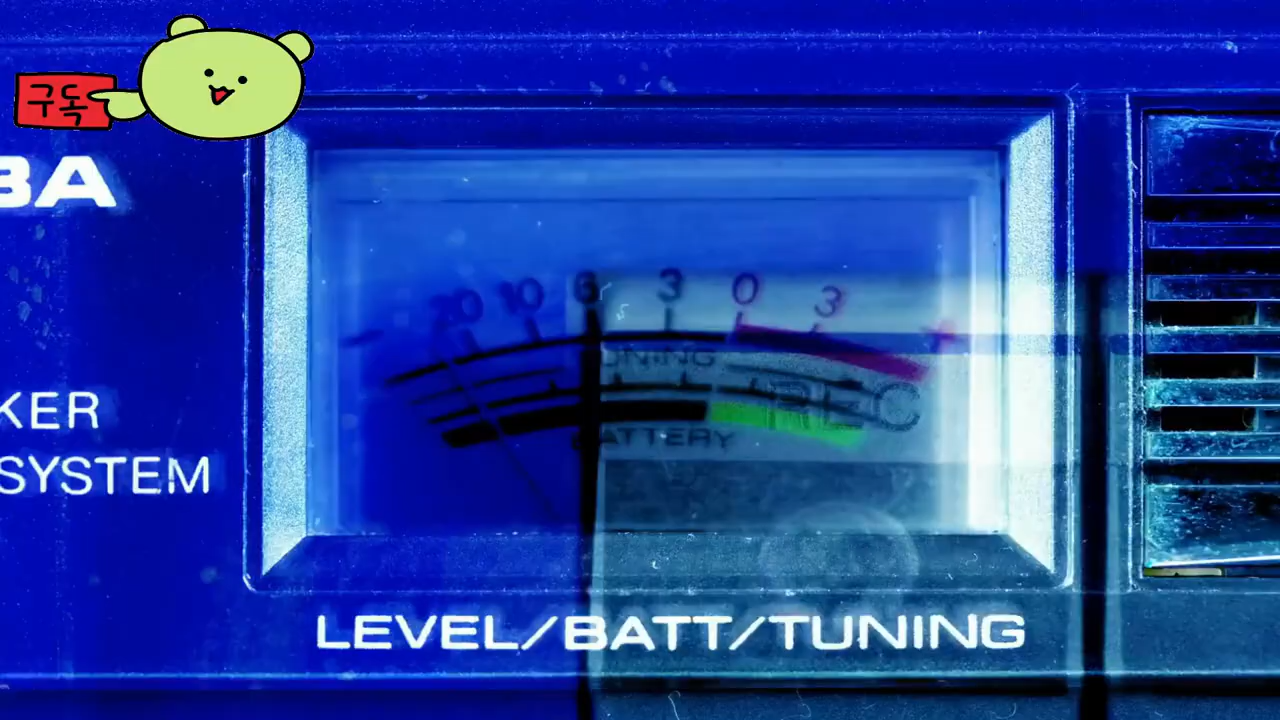 구독
BA
20 10 6 3 0 3 +
TUNING
REC
BATTERY
KER
SYSTEM
LEVEL/BATT/TUNING